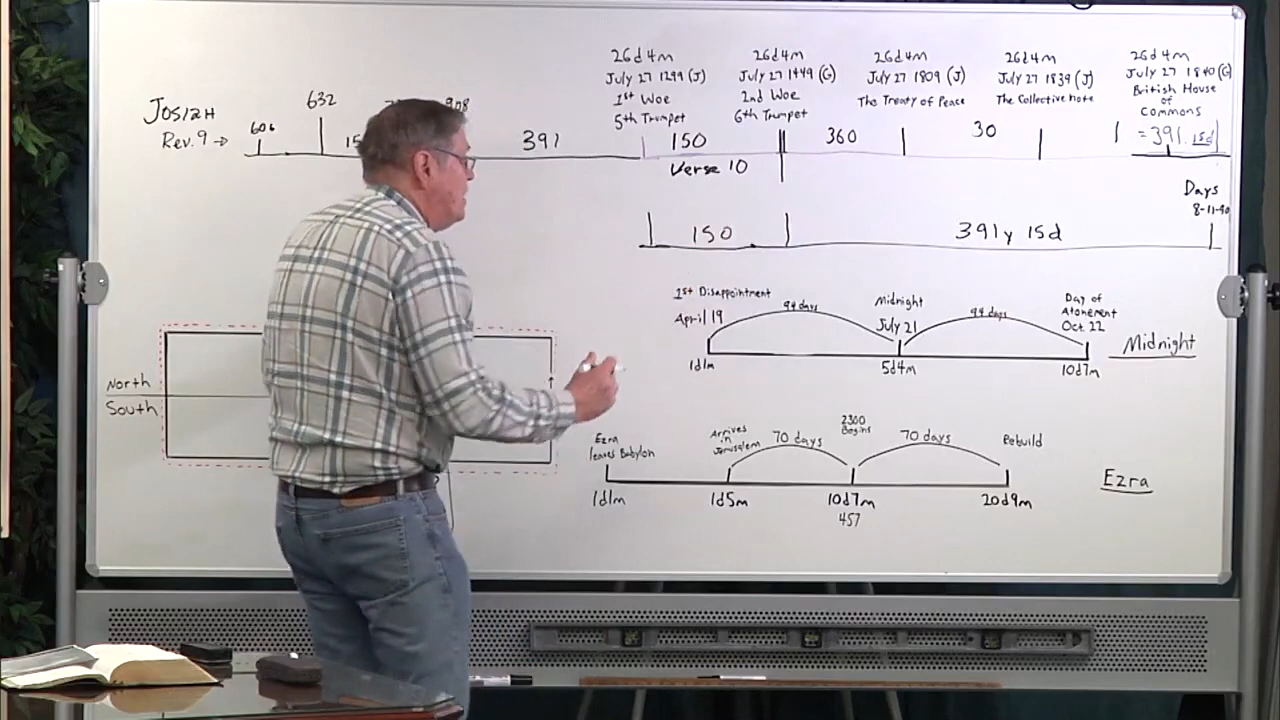 JOSIAH
Rev. 9 →
606
632
391
26d4m
July 27 1299 (J)
1st Woe
5th Trumpet
26d4m
July 27 1449 (G)
2nd Woe
6th Trumpet
26d4m
July 27 1809 (J)
The Treaty of Peace
26d4m
July 27 1839 (J)
The Collective note
26d4m
July 27 1840 (G)
British House
of
Commons
150
360
30
= 391. 15d
Verse 10
Days
8-11-40
150
391y 15d
1st Disappointment
April 19
94 days
Midnight
July 21
94 days
Day of
Atonement
Oct. 22
Midnight
1d1m
5d4m
10d7m
North
South
Ezra
leaves Babylon
Arrives
in
Jerusalem
70 days
2300
Begins
70 days
Rebuild
Ezra
1d1m
1d5m
10d7m
457
20d9m